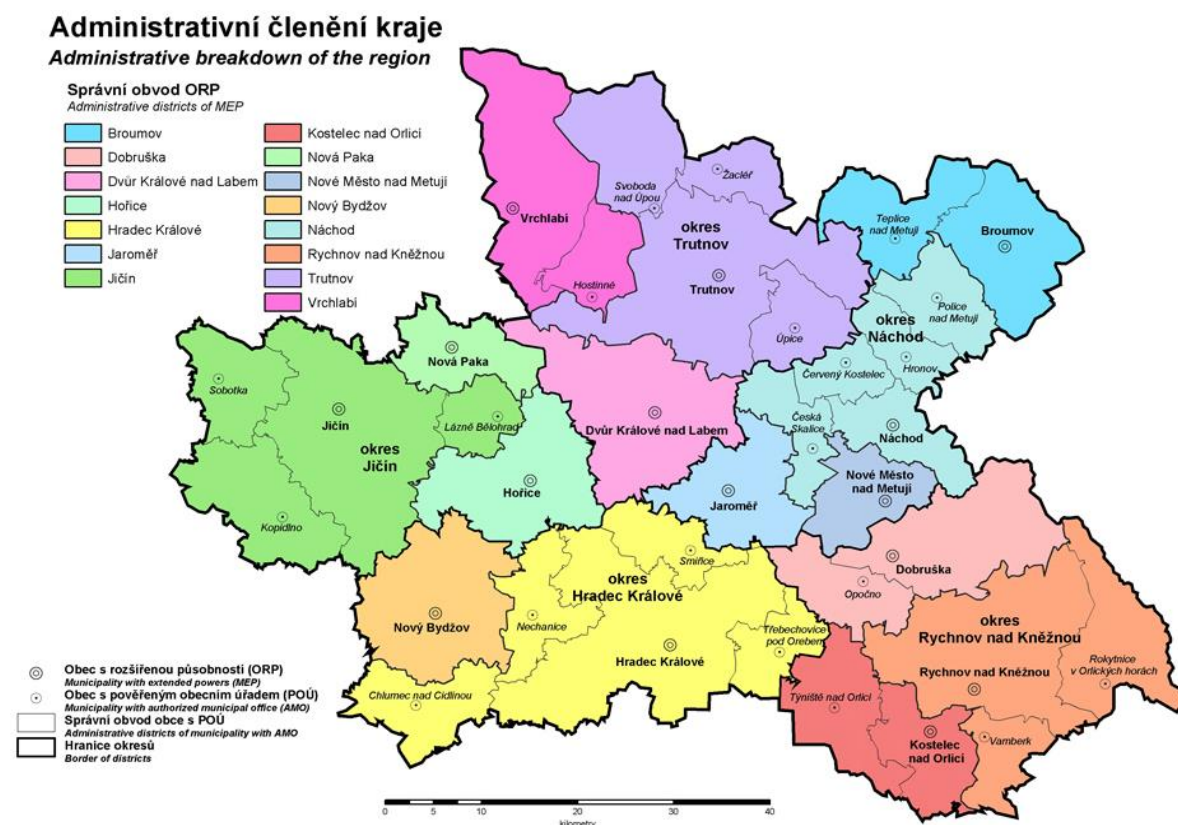 Administrativní členění kraje
Administrative breakdown of the region
Správní obvod ORP
Administrative districts of MEP
Broumov
Dobruška
Dvůr Králové nad Labem
Hořice
Hradec Králové
Jaroměř
Jičín
Kostelec nad Orlicí
Nová Paka
Nové Město nad Metují
Nový Bydžov
Náchod
Rychnov nad Kněžnou
Trutnov
Vrchlabí
Vrchlabí
Svoboda
nad Úpou
Žacléř
okres
Trutnov
Trutnov
Hostinné
Úpice
Teplice
nad Metují
Broumov
Police
nad Metují
okres
Náchod
Hronov
Červený Kostelec
Česká
Skalice
Náchod
Nové Město
nad Metují
Nová Paka
Sobotka
Jičín
Lázně Bělohrad
okres
Jičín
Kopidlno
Hořice
Dvůr Králové nad Labem
Jaroměř
Smiřice
okres
Hradec Králové
Nechanice
Nový Bydžov
Hradec Králové
Třebechovice
pod Orebem
Chlumec nad Cidlinou
Dobruška
Opočno
okres
Rychnov nad Kněžnou
Rychnov nad Kněžnou
Rokytnice
v Orlických horách
Týniště nad Orlicí
Kostelec
nad Orlicí
Vamberk
Obec s rozšířenou působností (ORP)
Municipality with extended powers (MEP)
Obec s pověřeným obecním úřadem (POÚ)
Municipality with authorized municipal office (AMO)
Správní obvod obce s POÚ
Administrative districts of municipality with AMO
Hranice okresů
Border of districts
0 5 10 20 30 40
kilometry